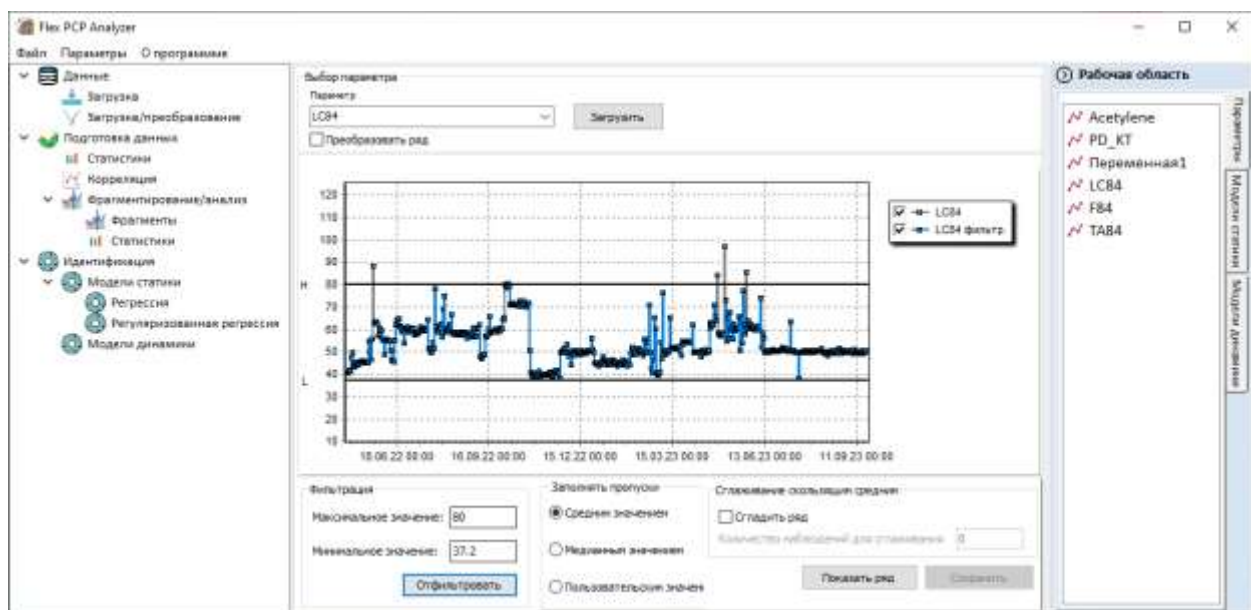 Flex PCP Analyzer
Файл Параметры О программе
Данные
Загрузка
Загрузка/преобразование
Подготовка данных
Статистики
Корреляция
Фрагментирование/анализ
Фрагменты
Статистики
Идентификация
Модели статики
Регрессия
Регуляризованная регрессия
Модели динамики
Выбор параметра
Параметр
LC84
Загрузить
Преобразовать ряд
120
110
100
90
H 80
70
60
50
40
L
30
20
10
18.06.22 00:00 16.09.22 00:00 15.12.22 00:00 15.03.23 00:00 13.06.23 00:00 11.09.23 00:00
LC84
LC84 фильтр
Фильтрация
Максимальное значение: 80
Минимальное значение: 37.2
Отфильтровать
Заполнять пропуски
Средним значением
Медианным значением
Пользовательским значен
Сглаживание скользящим средним
Сгладить ряд
Количество наблюдений для сглаживания: 0
Показать ряд
Сохранить
Рабочая область
Acetylene
PD_KT
Переменная1
LC84
F84
TA84
Параметры
Модели статики
Модели динамики